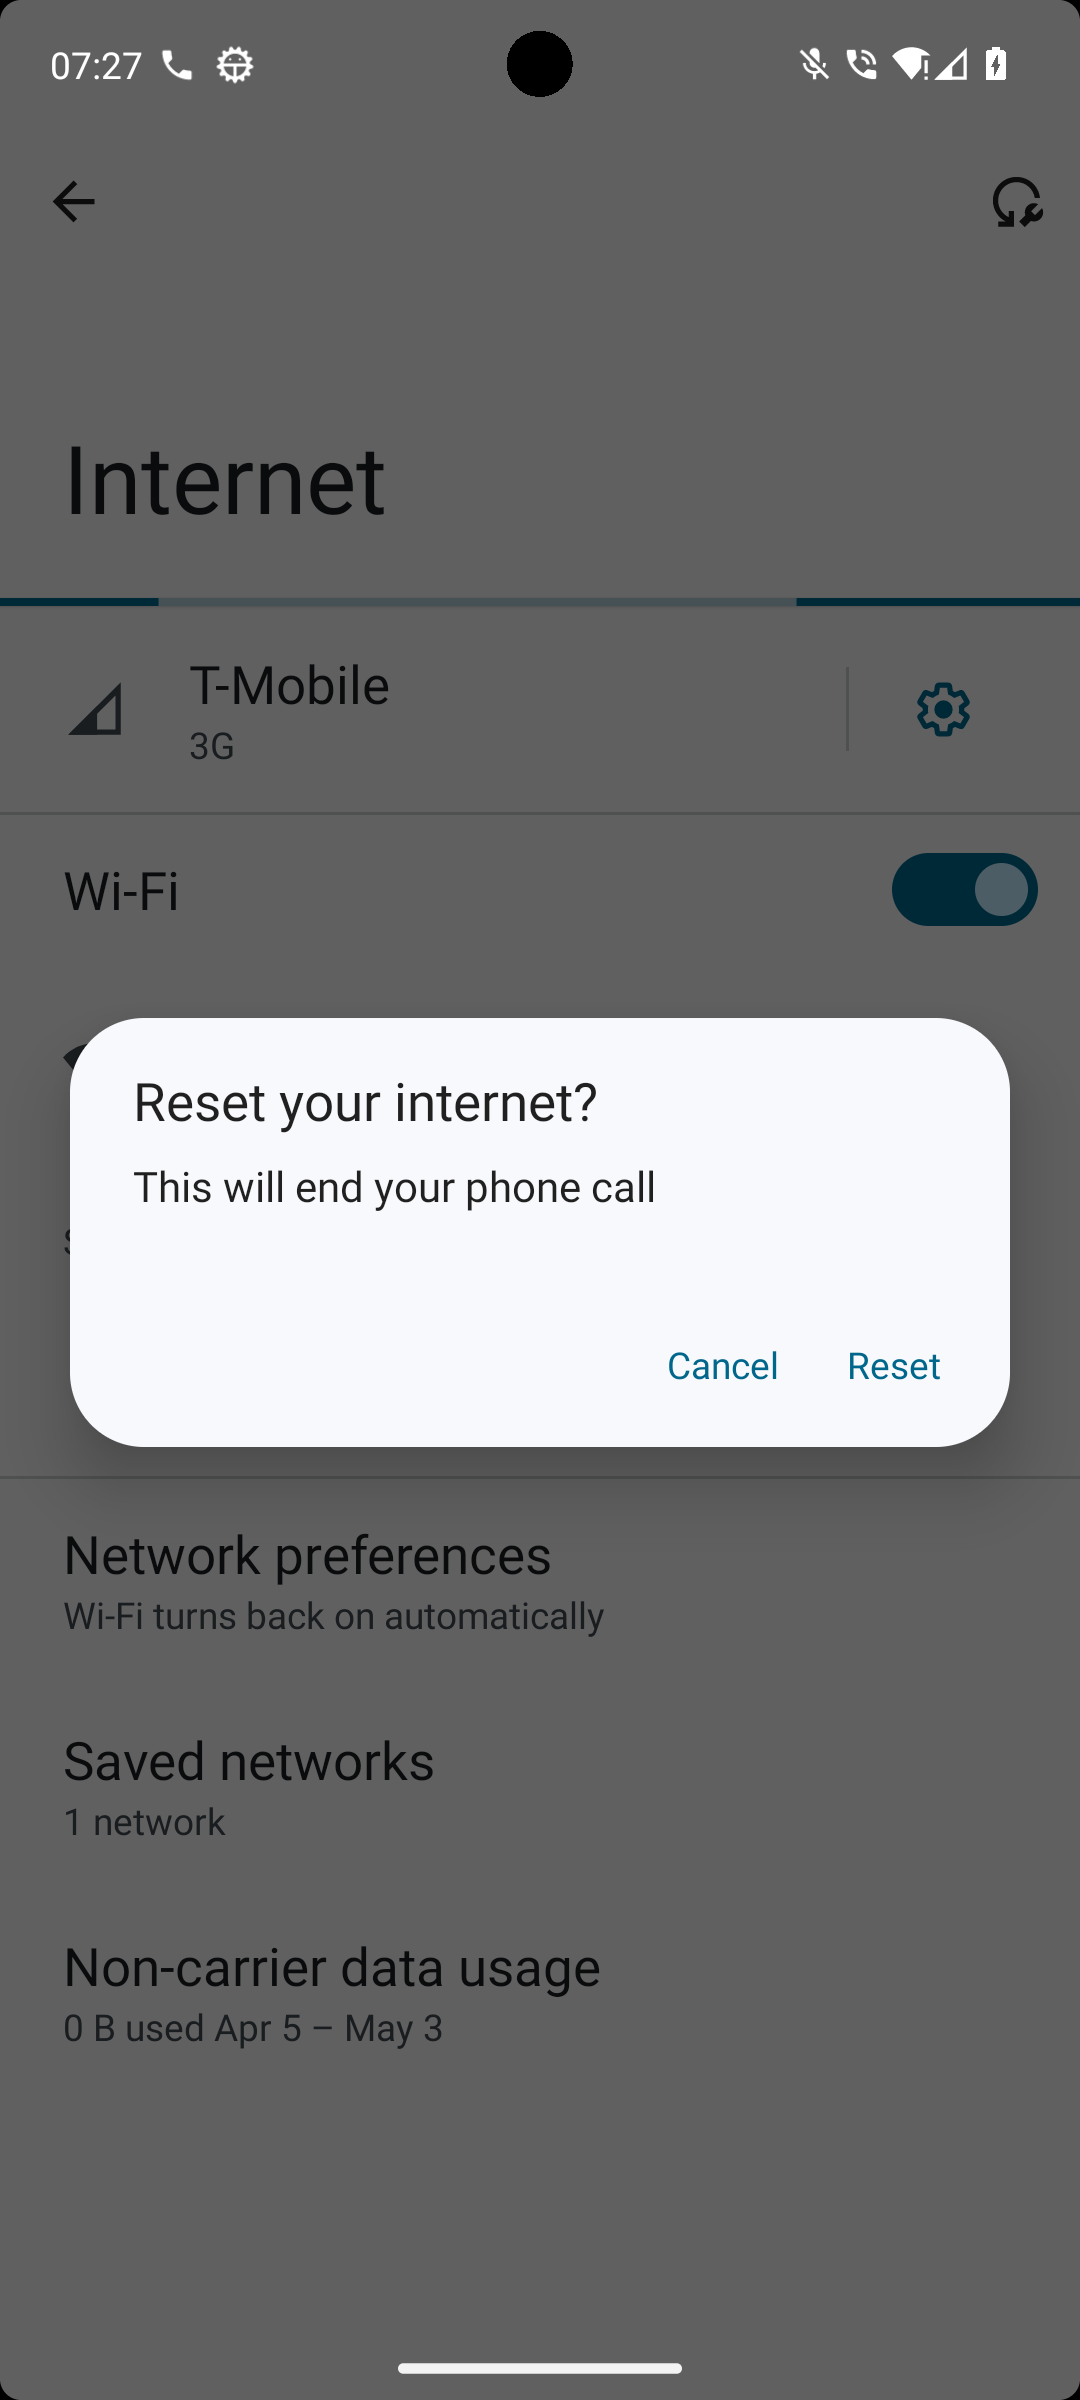 07:27
Internet
T-Mobile
3G
Wi-Fi
Reset your internet?
This will end your phone call
Cancel Reset
Network preferences
Wi-Fi turns back on automatically
Saved networks
1 network
Non-carrier data usage
0 B used Apr 5 – May 3